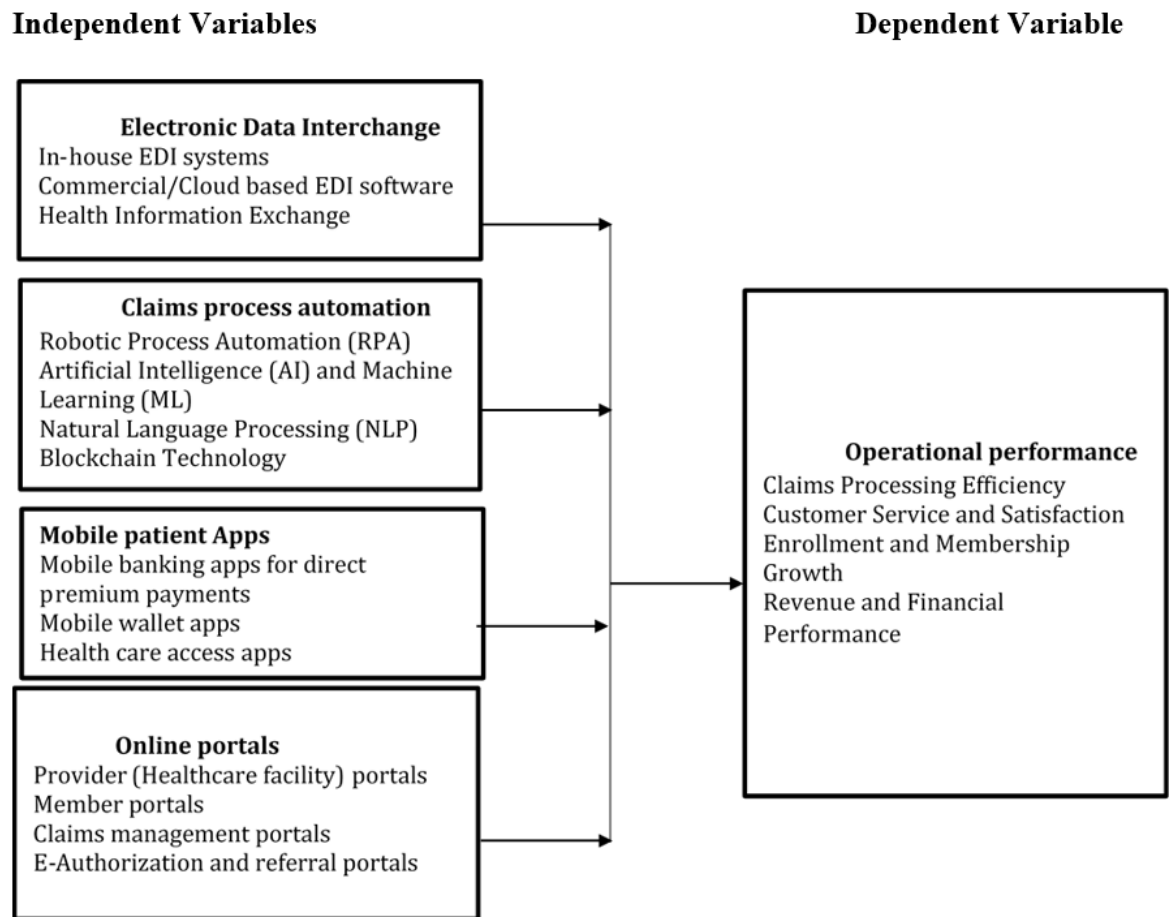 Independent Variables
Dependent Variable
Electronic Data Interchange
In-house EDI systems
Commercial/Cloud based EDI software
Health Information Exchange
Claims process automation
Robotic Process Automation (RPA)
Artificial Intelligence (AI) and Machine
Learning (ML)
Natural Language Processing (NLP)
Blockchain Technology
Mobile patient Apps
Mobile banking apps for direct
premium payments
Mobile wallet apps
Health care access apps
Online portals
Provider (Healthcare facility) portals
Member portals
Claims management portals
E-Authorization and referral portals
Operational performance
Claims Processing Efficiency
Customer Service and Satisfaction
Enrollment and Membership
Growth
Revenue and Financial
Performance